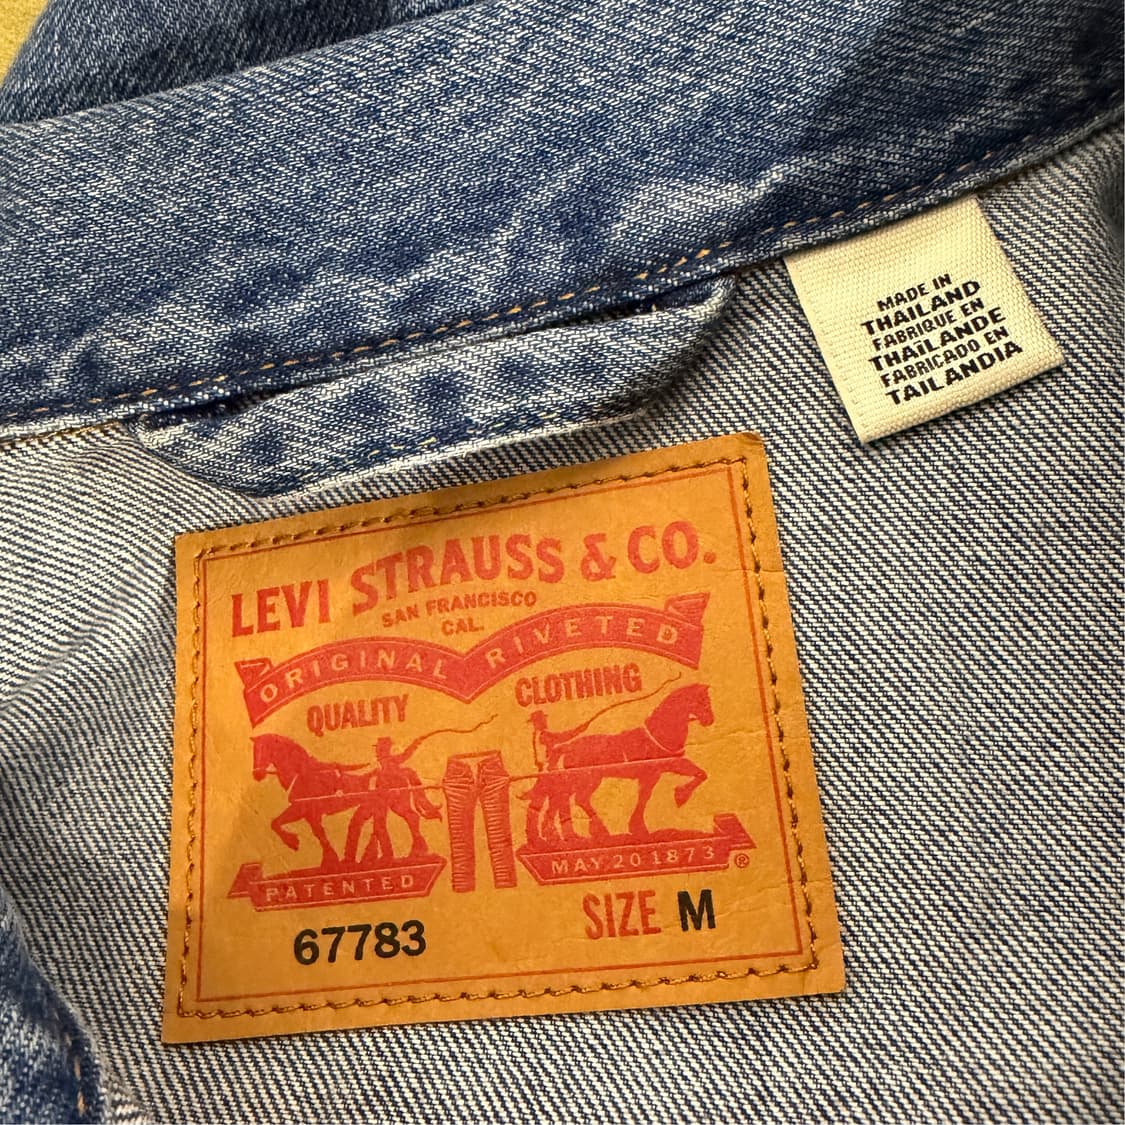 MADE IN
THAILAND
FABRIQUE EN
THAÏLANDE
FABRICADO EN
TAILANDIA
LEVI STRAUSS & CO.
SAN FRANCISCO
CAL.
ORIGINAL RIVETED
QUALITY CLOTHING
PATENTED MAY 20 1873 ®
67783 SIZE M